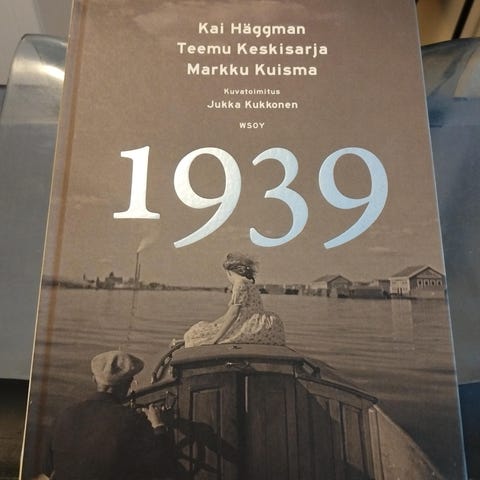 Kai Häggman
Teemu Keskisarja
Markku Kuisma
Kuvatoimitus
Jukka Kukkonen
WSOY
1939